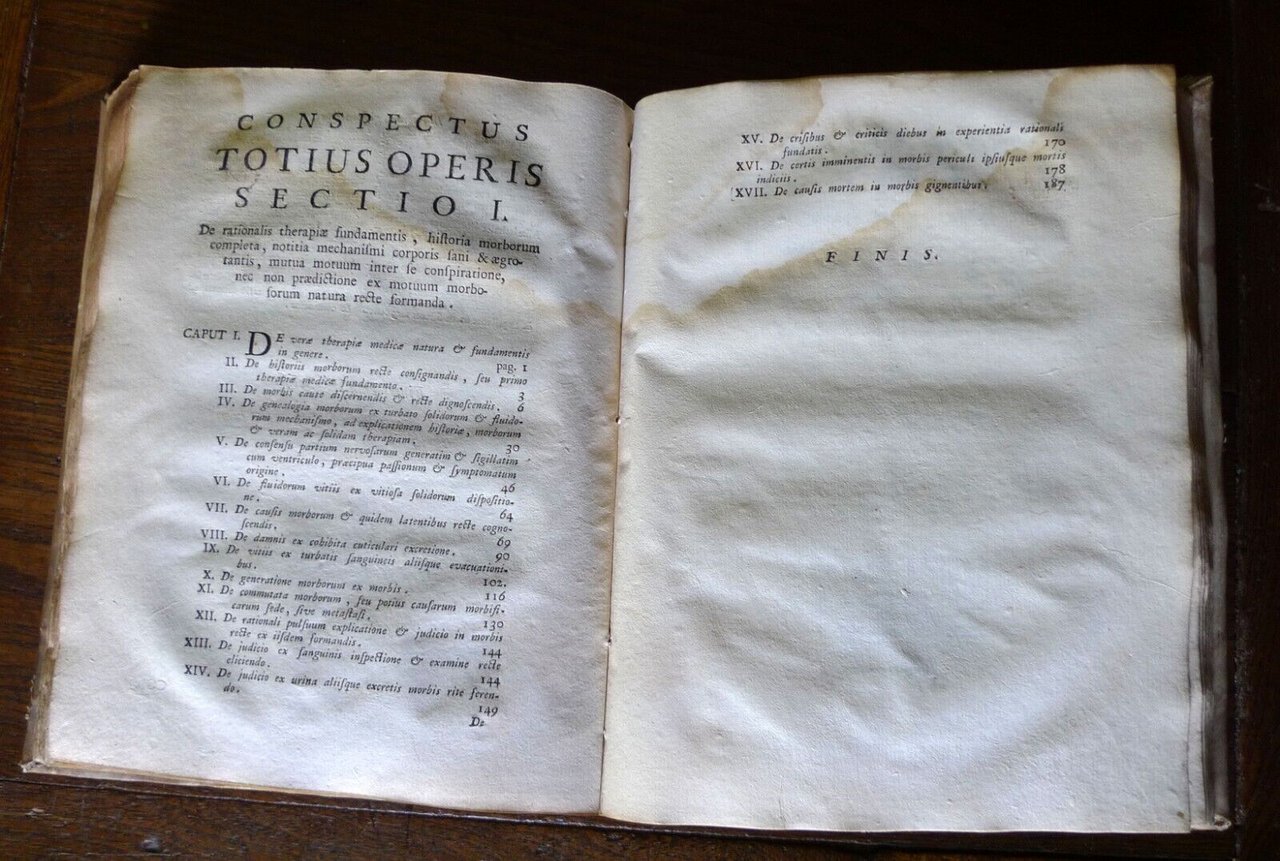 CONSPECTUS
TOTIUS OPERIS
SECTIO I.
De rationalis therapiæ fundamentis, hiſtoria morborum
completa, notitia mechaniſmi corporis ſani & ægro-
tantis, mutua motuum inter ſe conſpiratione,
nec non prædictione ex motuum morbo-
ſorum natura recte formanda.
CAPUT I. DE veræ therapiæ medicæ natura & fundamentis
in genere. pag. 1
II. De hiſtoriis morborum recte conſignandis, ſeu primo
therapiæ medicæ fundamento. 3
III. De morbis caute diſcernendis & recte dignoſcendis. 6
IV. De genealogia morborum ex turbato ſolidorum & fluido-
rum mechaniſmo, ad explicationem hiſtoriæ, morborum
& veram ac ſolidam therapiam. 30
V. De conſenſu partium nervoſarum generatim & ſigillatim
cum ventriculo, præcipua paſſionum & ſymptomatum
origine. 46
VI. De fluidorum vitiis ex vitioſa ſolidorum diſpoſitio-
ne. 64
VII. De cauſis morborum & quidem latentibus recte cogno-
ſcendis. 69
VIII. De damnis ex cohibita cuticulari excretione. 90
IX. De vitiis ex turbatis ſanguineis aliiſque evacuationi-
bus. 102.
X. De generatione morborum ex morbis. 116
XI. De commutata morborum, ſeu potius cauſarum morbifi-
carum ſede, ſive metaſtaſi. 130
XII. De rationali pulſuum explicatione & judicio in morbis
recte ex iiſdem formandis. 144
XIII. De judicio ex ſanguinis inſpectione & examine recte
eliciendo. 144
XIV. De judicio ex urina aliiſque excretis morbis rite feren-
do. 149
De
XV. De criſibus & criticis diebus in experientia rationali
fundatis. 170
XVI. De certis imminentis in morbis periculi ipſiuſque mortis
indiciis. 178
XVII. De cauſis mortem in morbis gignentibus. 187
FINIS.